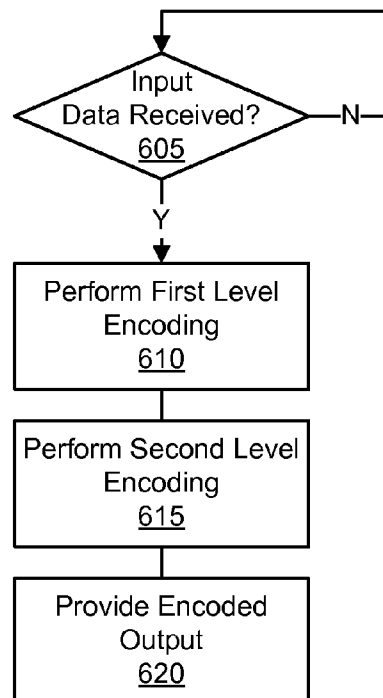 Input
Data Received?
605
N
Y
Perform First Level
Encoding
610
Perform Second Level
Encoding
615
Provide Encoded
Output
620